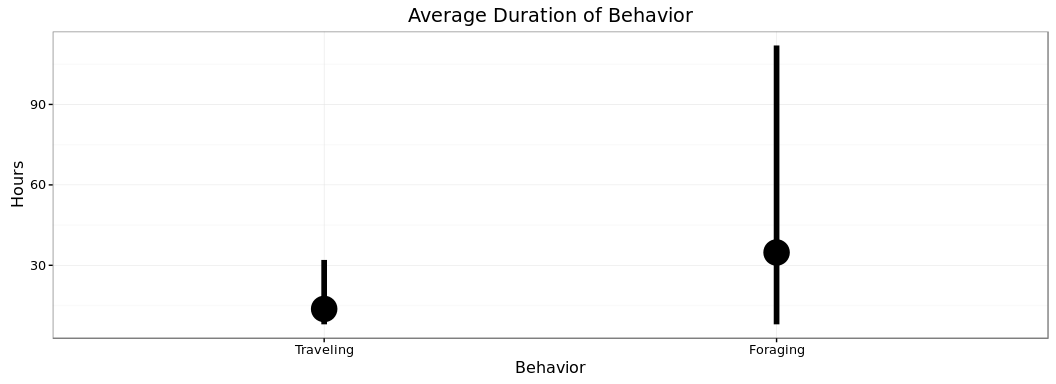 Average Duration of Behavior
Hours
90
60
30
Traveling
Foraging
Behavior